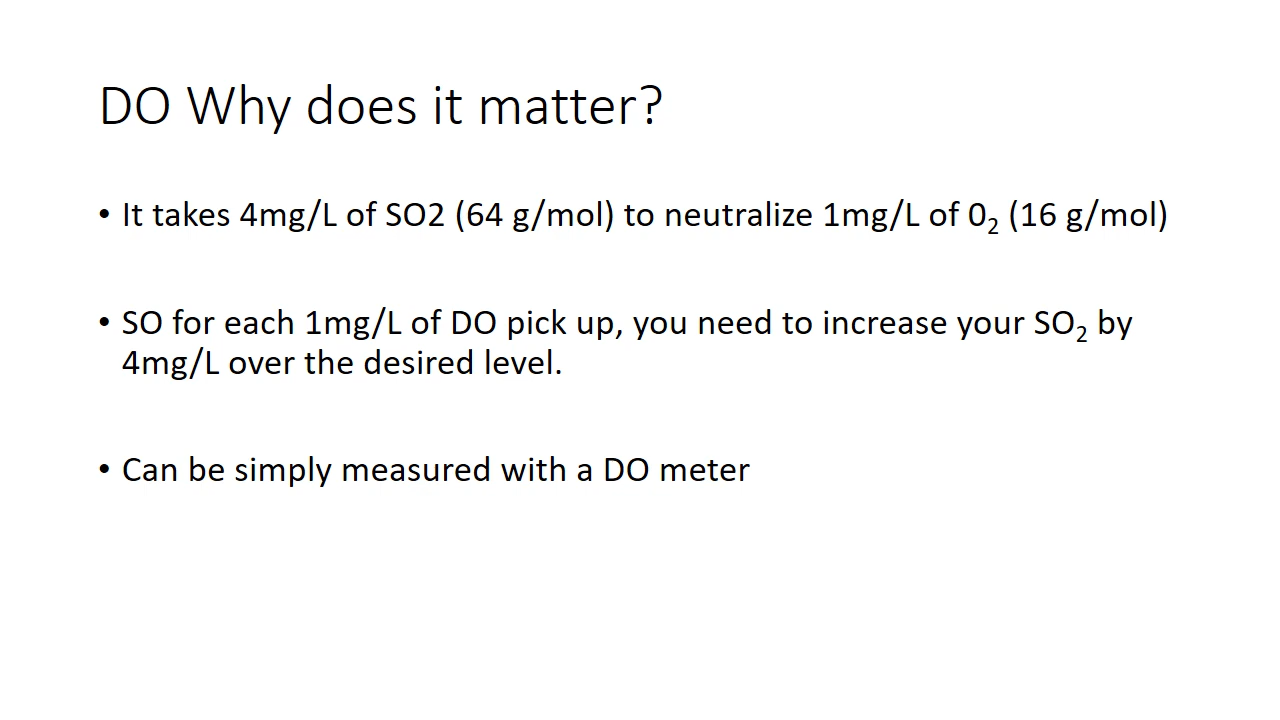 DO Why does it matter?
• It takes 4mg/L of SO2 (64 g/mol) to neutralize 1mg/L of 0₂ (16 g/mol)
• SO for each 1mg/L of DO pick up, you need to increase your SO₂ by
4mg/L over the desired level.
• Can be simply measured with a DO meter